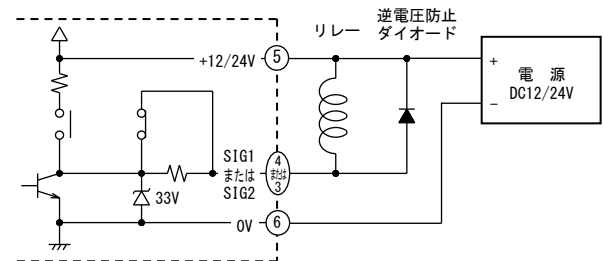 逆電圧防止
リレー ダイオード
+12/24V
5
+
電 源
DC12/24V
−
SIG1
または
SIG2
4
または
3
33V
0V
6